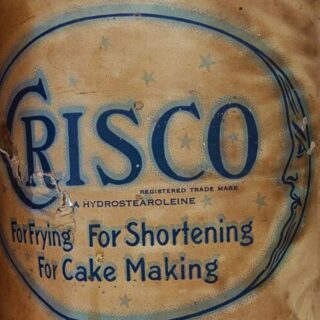 CRISCO
REGISTERED TRADE MARK
A HYDROSTEAROLEINE
For Frying For Shortening
For Cake Making